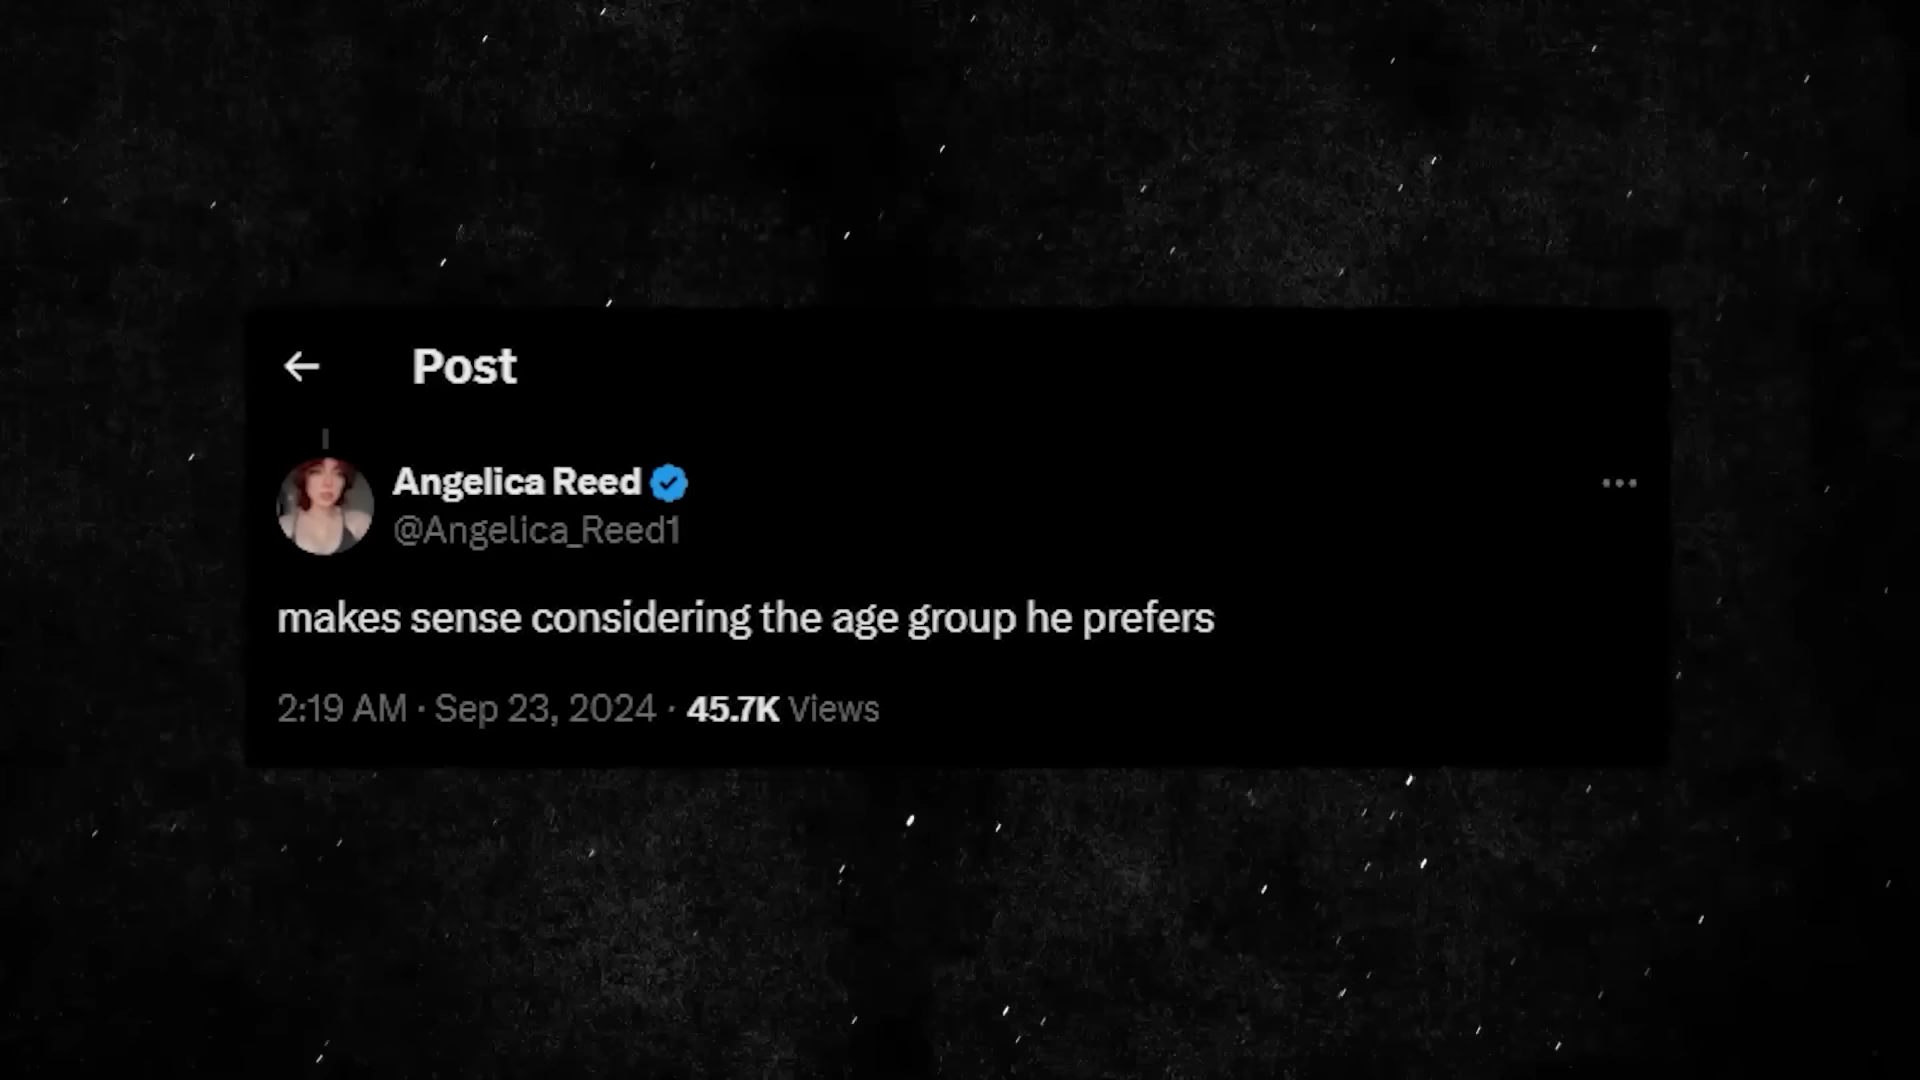 Post
Angelica Reed
@Angelica_Reed1
makes sense considering the age group he prefers
2:19 AM · Sep 23, 2024 · 45.7K Views